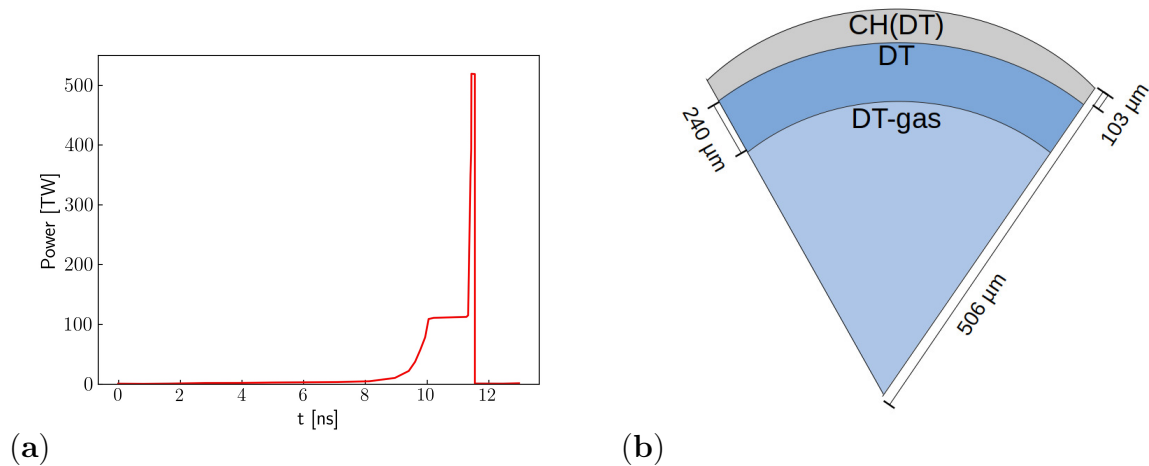 500
400
300
200
100
0
Power [TW]
0 2 4 6 8 10 12
t [ns]
(a)
CH(DT)
DT
DT-gas
240 μm
103 μm
506 μm
(b)